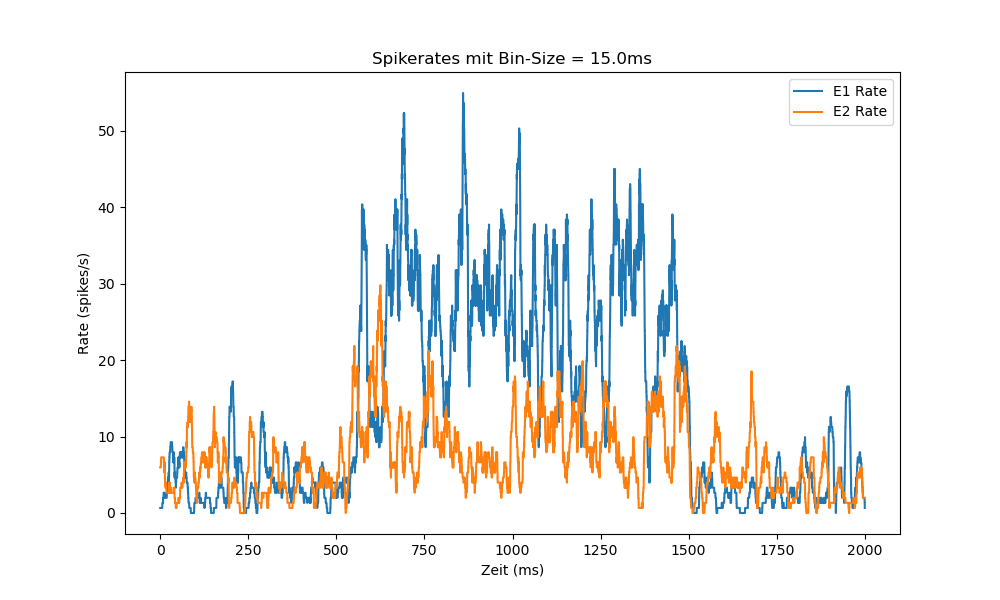 Spikerates mit Bin-Size = 15.0ms
E1 Rate
E2 Rate
50
40
30
20
10
0
Rate (spikes/s)
0 250 500 750 1000 1250 1500 1750 2000
Zeit (ms)